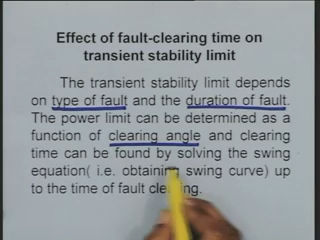 Effect of fault-clearing time on
transient stability limit
The transient stability limit depends
on type of fault and the duration of fault.
The power limit can be determined as a
function of clearing angle and clearing
time can be found by solving the swing
equation( i.e. obtaining swing curve) up
to the time of fault clearing.